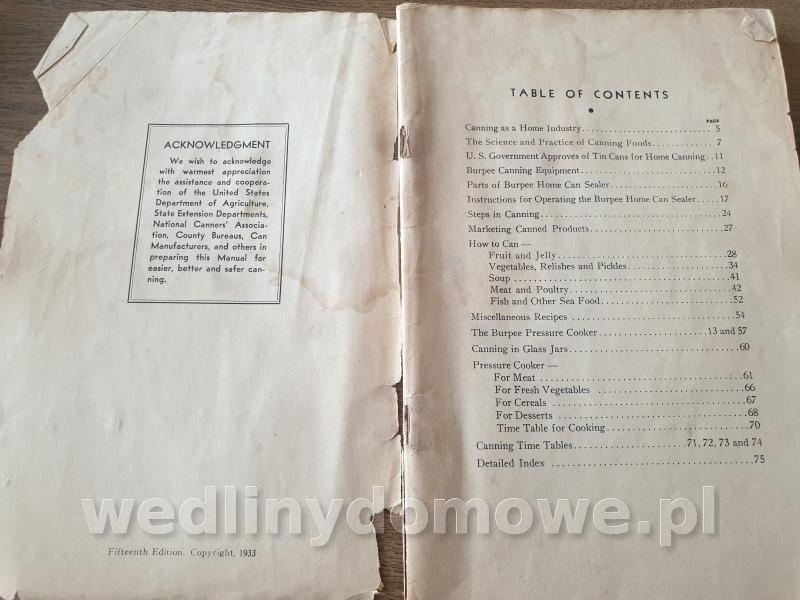 ACKNOWLEDGMENT
We wish to acknowledge
with warmest appreciation
the assistance and coopera-
tion of the United States
Department of Agriculture,
State Extension Departments,
National Canners' Associa-
tion, County Bureaus, Can
Manufacturers, and others in
preparing this Manual for
easier, better and safer can-
ning.
Fifteenth Edition. Copyright, 1933
TABLE OF CONTENTS
PAGE
Canning as a Home Industry............................ 5
The Science and Practice of Canning Foods.............. 7
U. S. Government Approves of Tin Cans for Home Canning..11
Burpee Canning Equipment..............................12
Parts of Burpee Home Can Sealer.......................16
Instructions for Operating the Burpee Home Can Sealer.....17
Steps in Canning......................................24
Marketing Canned Products.............................27
How to Can—
Fruit and Jelly.......................................28
Vegetables, Relishes and Pickles......................34
Soup..................................................41
Meat and Poultry......................................42
Fish and Other Sea Food...............................52
Miscellaneous Recipes.................................54
The Burpee Pressure Cooker......................13 and 57
Canning in Glass Jars.................................60
Pressure Cooker—
For Meat..............................................61
For Fresh Vegetables..................................66
For Cereals...........................................67
For Desserts..........................................68
Time Table for Cooking................................70
Canning Time Tables.......................71, 72, 73 and 74
Detailed Index........................................75
wedlinydomowe.pl